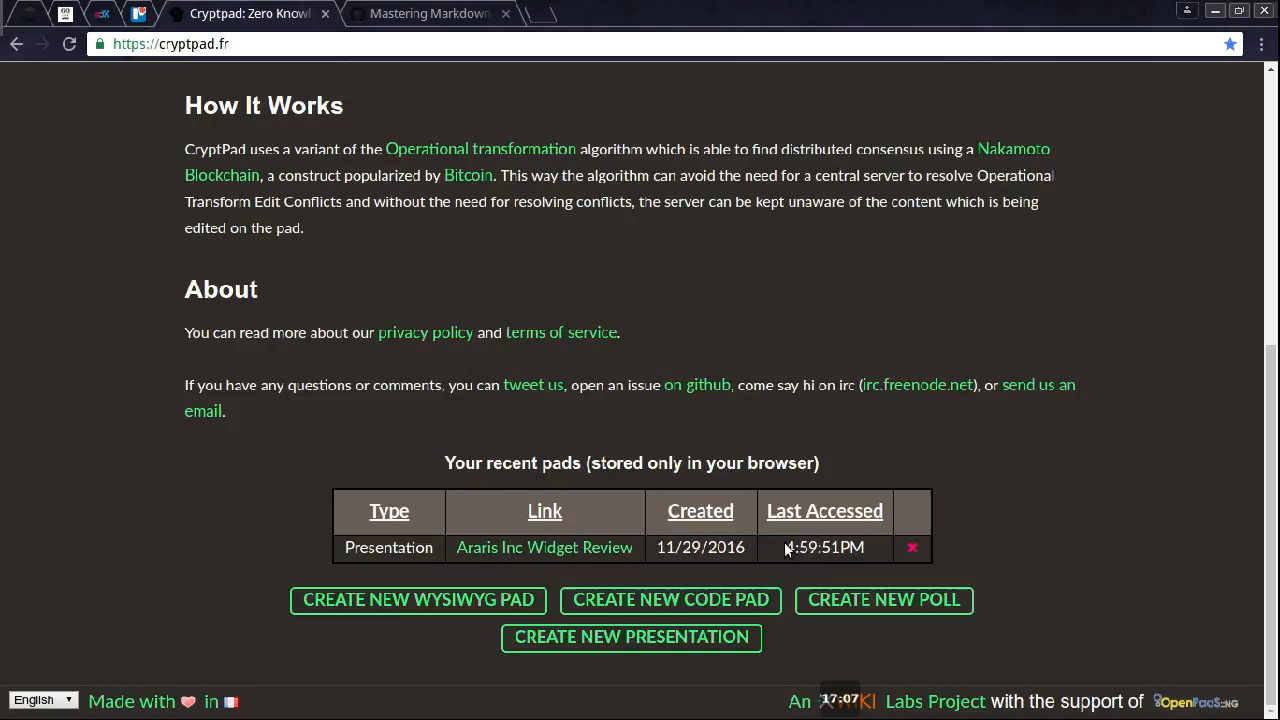 GO
edX
Cryptpad: Zero Knowl
Mastering Markdown
https://cryptpad.fr
How It Works
CryptPad uses a variant of the Operational transformation algorithm which is able to find distributed consensus using a Nakamoto
Blockchain, a construct popularized by Bitcoin. This way the algorithm can avoid the need for a central server to resolve Operational
Transform Edit Conflicts and without the need for resolving conflicts, the server can be kept unaware of the content which is being
edited on the pad.
About
You can read more about our privacy policy and terms of service.
If you have any questions or comments, you can tweet us, open an issue on github, come say hi on irc (irc.freenode.net), or send us an
email.
Your recent pads (stored only in your browser)
Type Link Created Last Accessed
Presentation Araris Inc Widget Review 11/29/2016 4:59:51PM
CREATE NEW WYSIWYG PAD CREATE NEW CODE PAD CREATE NEW POLL
CREATE NEW PRESENTATION
English Made with in An 17:07 KI Labs Project with the support of OpenPaaS::NG